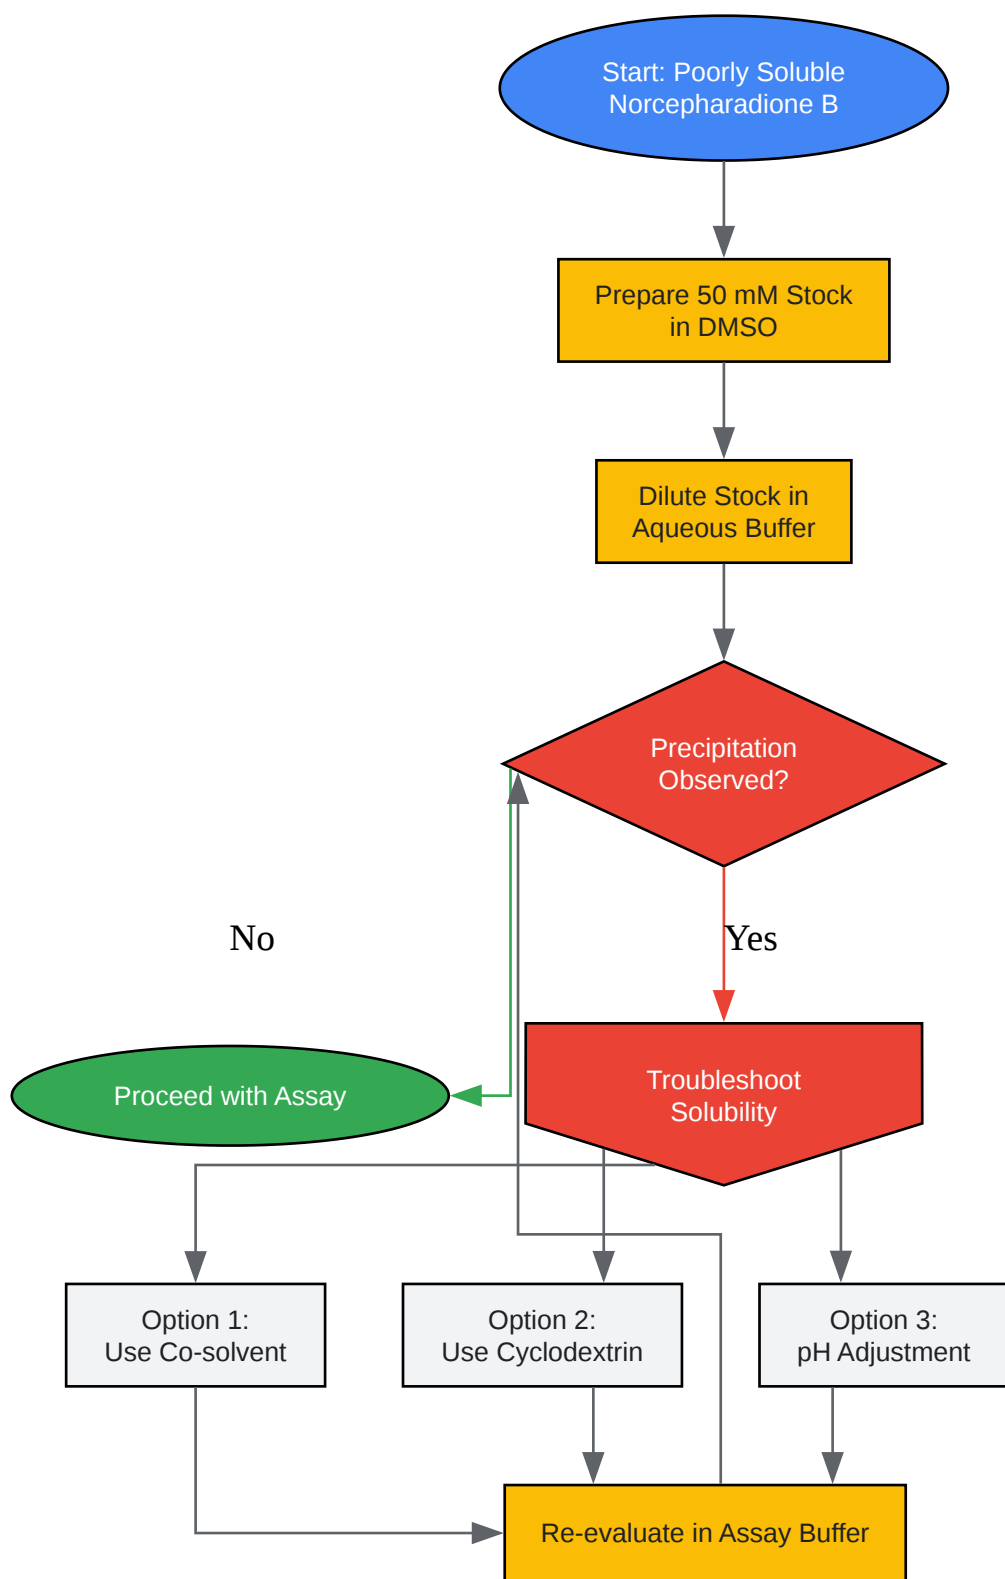 Start: Poorly Soluble
Norcepharadione B
Prepare 50 mM Stock
in DMSO
Dilute Stock in
Aqueous Buffer
Precipitation
Observed?
No
Yes
Proceed with Assay
Troubleshoot
Solubility
Option 1:
Use Co-solvent
Option 2:
Use Cyclodextrin
Option 3:
pH Adjustment
Re-evaluate in Assay Buffer